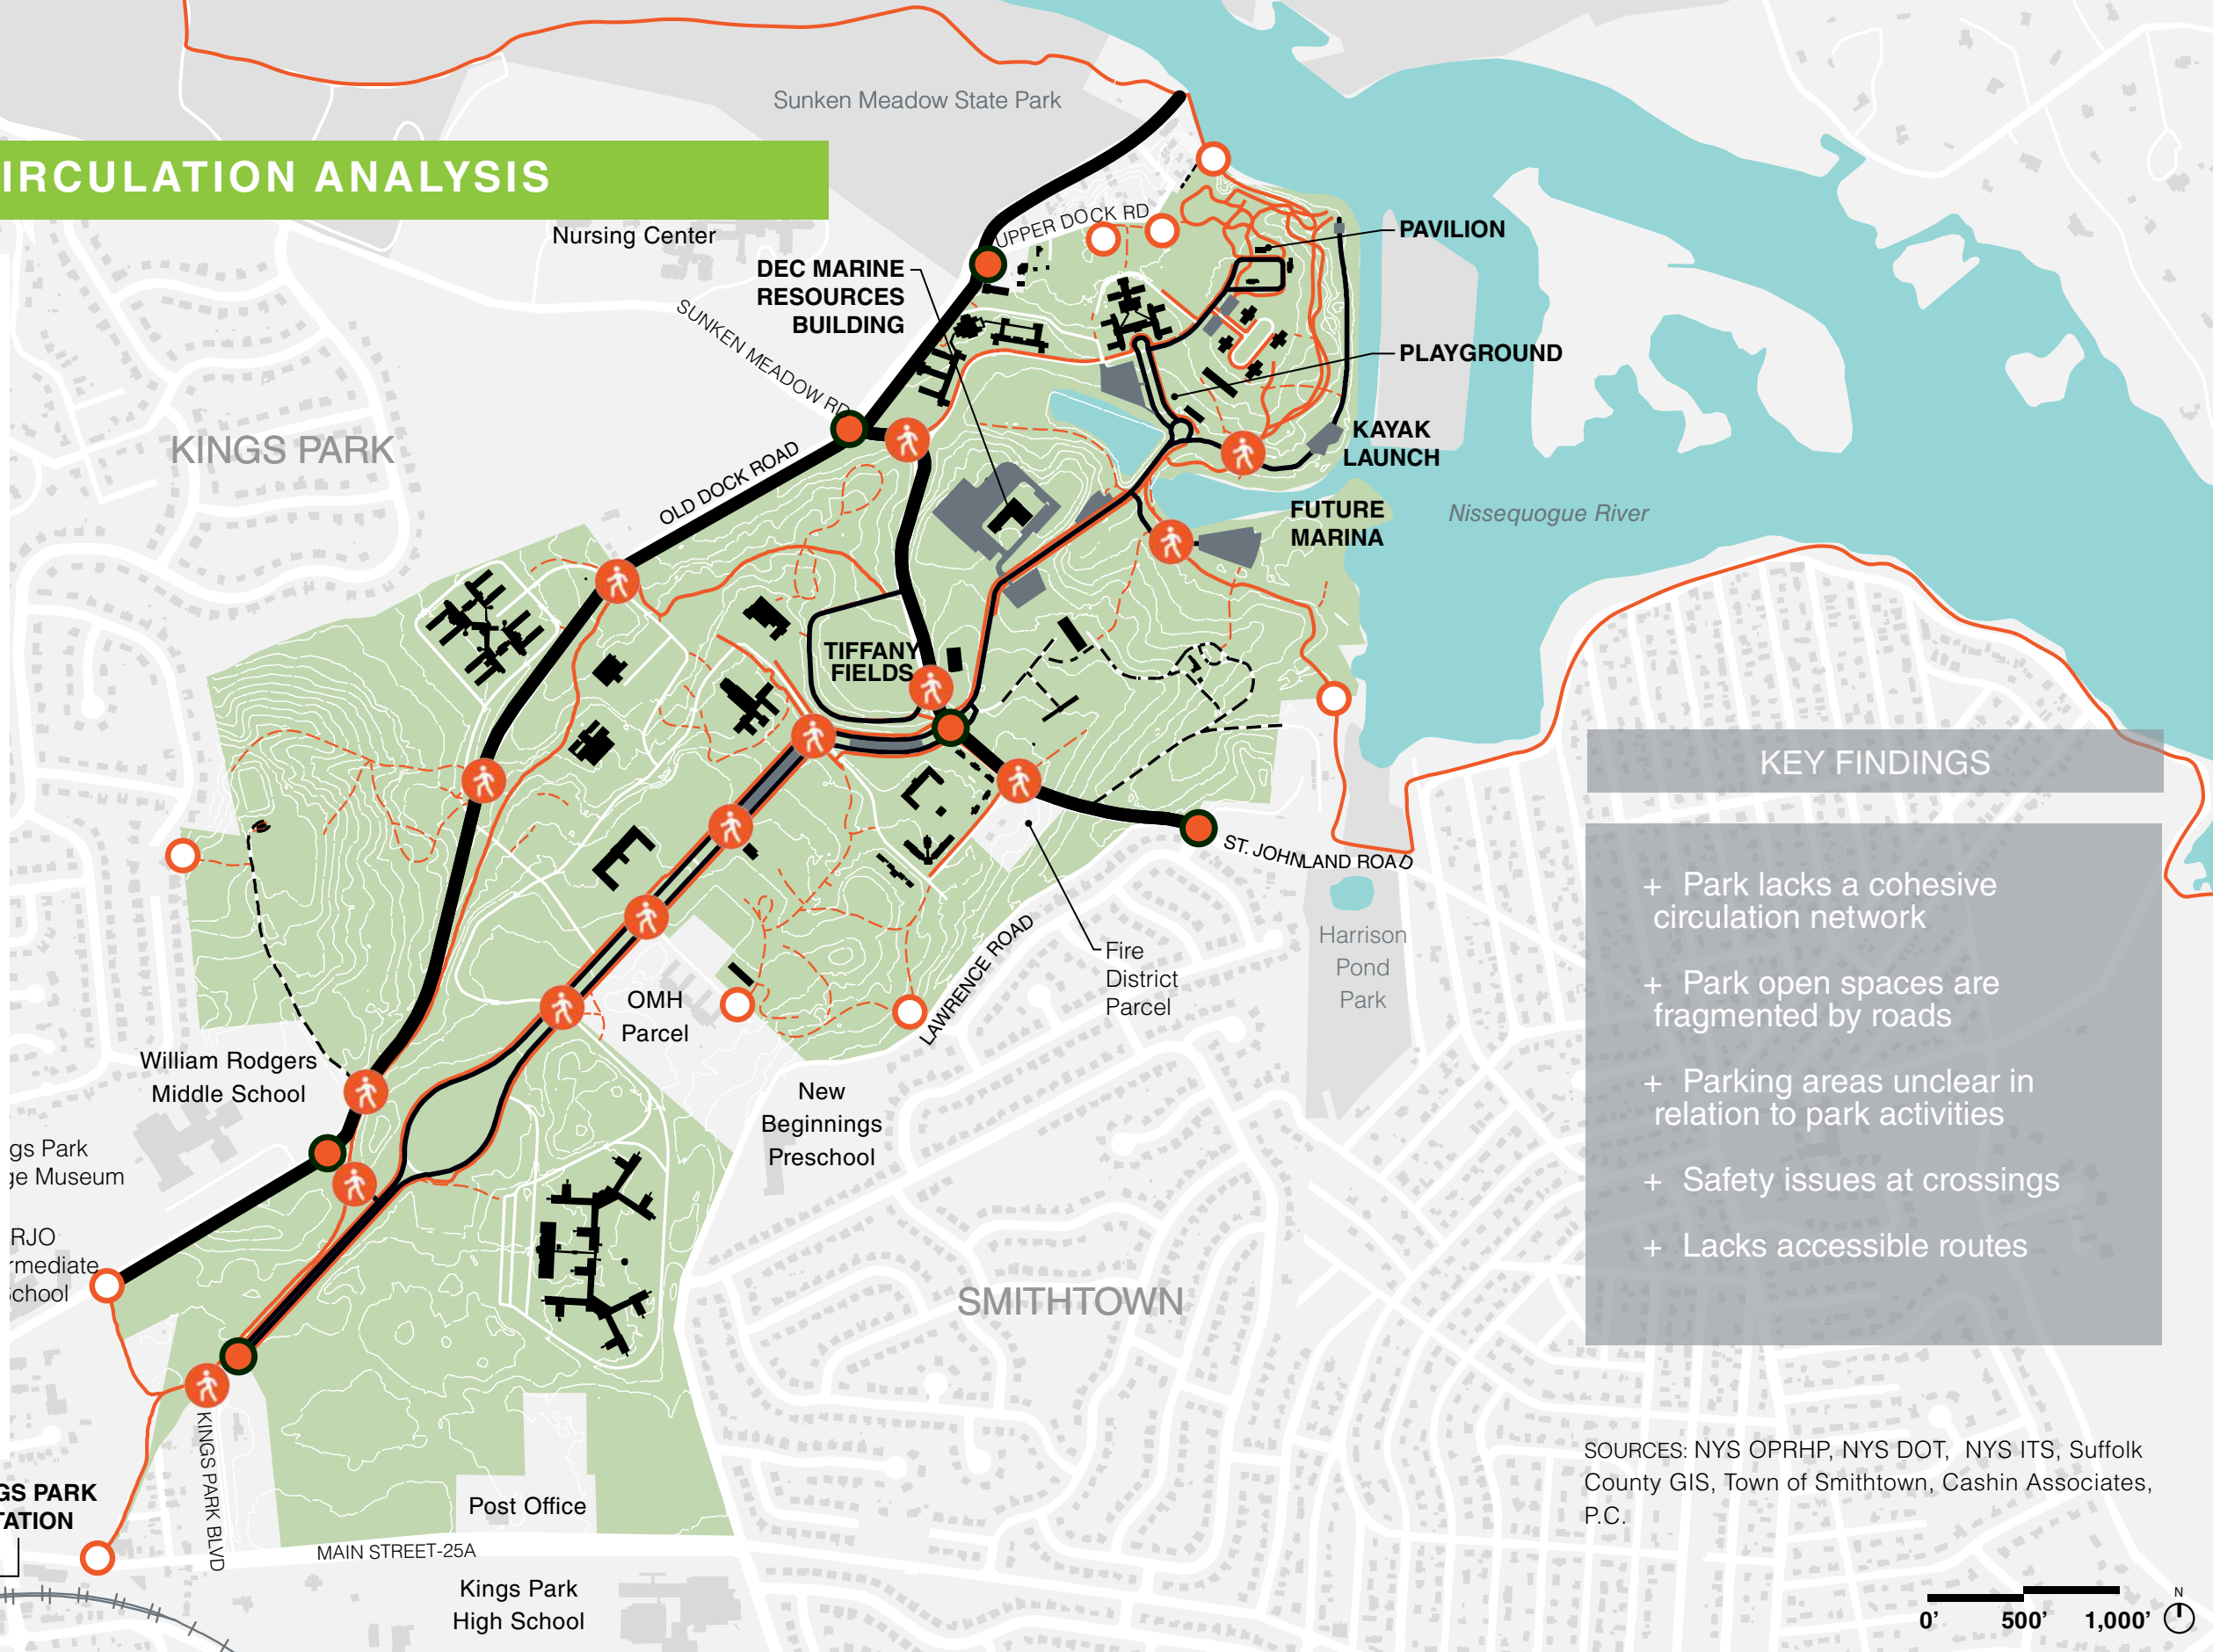 Sunken Meadow State Park
IRCULATION ANALYSIS
Nursing Center
UPPER DOCK RD
PAVILION
DEC MARINE
RESOURCES
BUILDING
SUNKEN MEADOW RD
PLAYGROUND
KINGS PARK
OLD DOCK ROAD
KAYAK
LAUNCH
FUTURE
MARINA
Nissequogue River
TIFFANY
FIELDS
KEY FINDINGS
+ Park lacks a cohesive
circulation network
+ Park open spaces are
fragmented by roads
+ Parking areas unclear in
relation to park activities
+ Safety issues at crossings
+ Lacks accessible routes
ST. JOHNLAND ROAD
Harrison
Pond
Park
LAWRENCE ROAD
Fire
District
Parcel
OMH
Parcel
William Rodgers
Middle School
New
Beginnings
Preschool
gs Park
ge Museum
RJO
rmediate
School
SMITHTOWN
KINGS PARK BLVD
GS PARK
TATION
Post Office
MAIN STREET-25A
Kings Park
High School
SOURCES: NYS OPRHP, NYS DOT, NYS ITS, Suffolk
County GIS, Town of Smithtown, Cashin Associates,
P.C.
N
0' 500' 1,000'